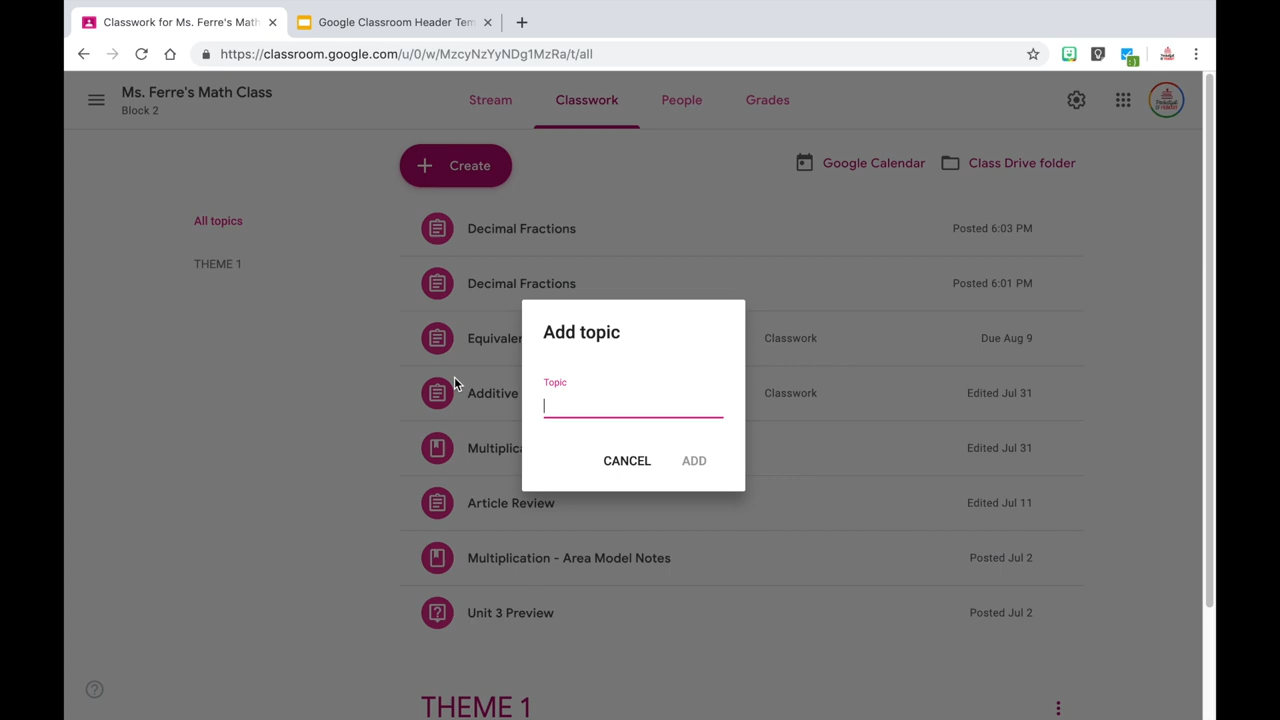 Classwork for Ms. Ferre's Math
Google Classroom Header Tem
https://classroom.google.com/u/0/w/MzcyNzYyNDg1MzRa/t/all
Ms. Ferre's Math Class
Block 2
Stream
Classwork
People
Grades
Create
Google Calendar
Class Drive folder
All topics
THEME 1
Decimal Fractions
Posted 6:03 PM
Decimal Fractions
Posted 6:01 PM
Equivalen
Classwork
Due Aug 9
Additive
Classwork
Edited Jul 31
Multiplica
Edited Jul 31
Article Review
Edited Jul 11
Multiplication - Area Model Notes
Posted Jul 2
Unit 3 Preview
Posted Jul 2
Add topic
Topic
CANCEL
ADD
THEME 1